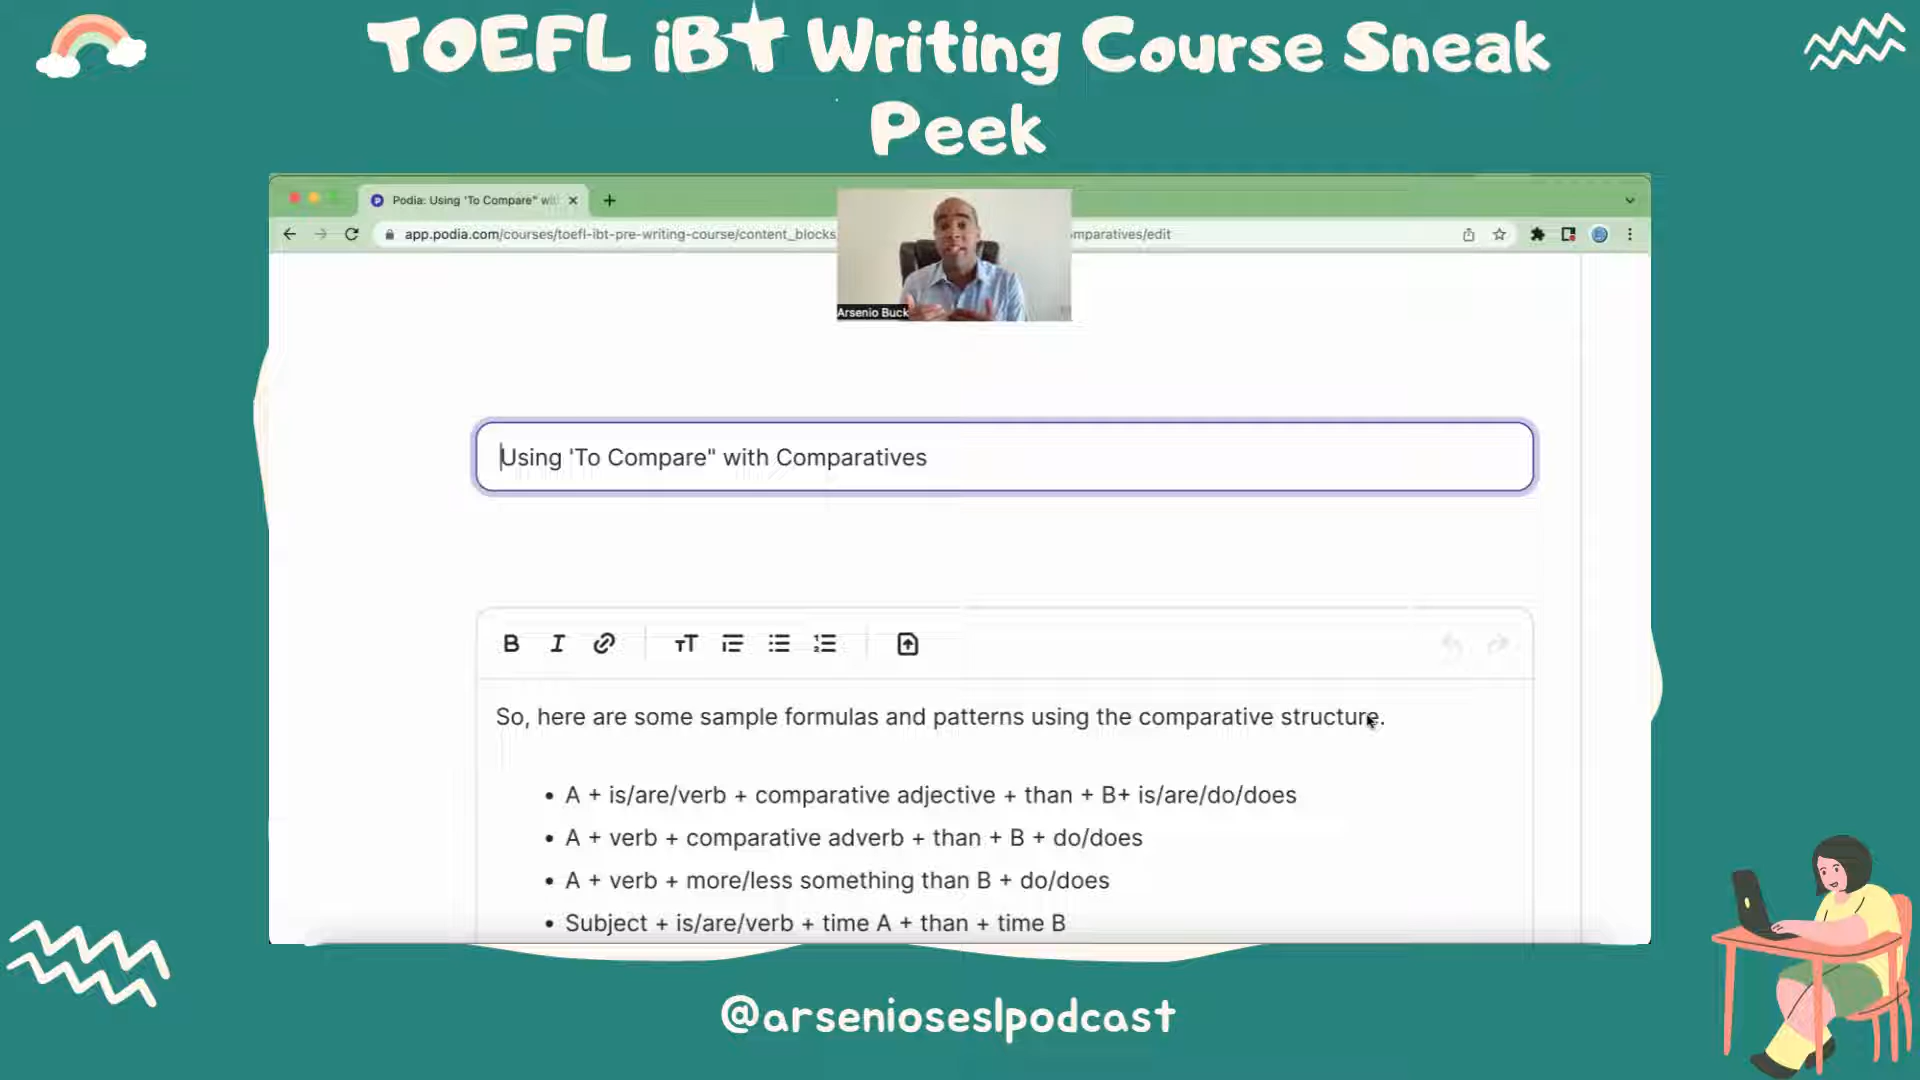 TOEFL iBT Writing Course Sneak
Peek
Podia: Using 'To Compare" wit
app.podia.com/courses/toefl-ibt-pre-writing-course/content_blocks
mparatives/edit
Arsenio Buck
Using 'To Compare" with Comparatives
B I
So, here are some sample formulas and patterns using the comparative structure.
• A + is/are/verb + comparative adjective + than + B+ is/are/do/does
• A + verb + comparative adverb + than + B + do/does
• A + verb + more/less something than B + do/does
• Subject + is/are/verb + time A + than + time B
@arsenioseslpodcast